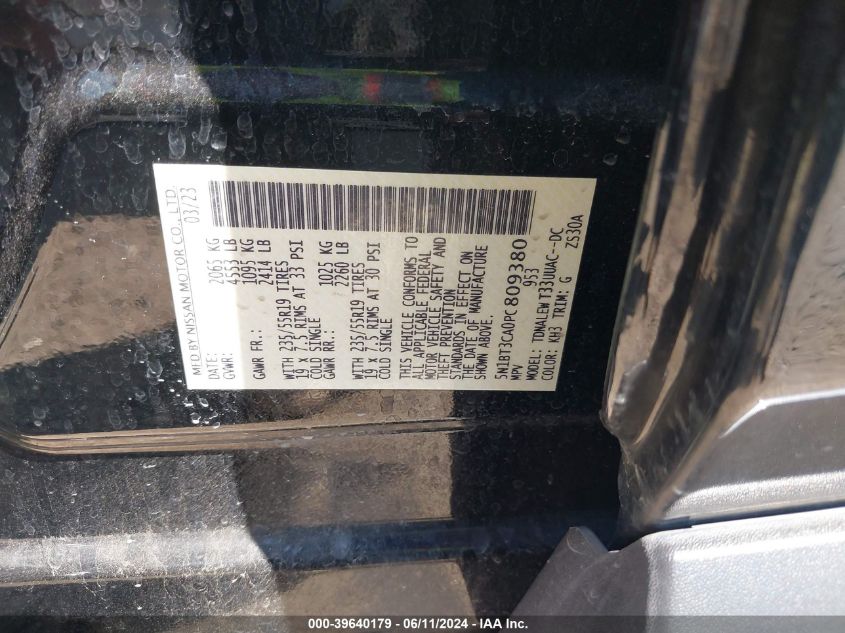 MFD BY NISSAN MOTOR CO., LTD.
DATE: 03/23
GVWR: 2065 KG
4553 LB
GAWR FR.: 1095 KG
2414 LB
WITH 235/55R19 TIRES
19 x 7.5 RIMS AT 33 PSI
COLD SINGLE
GAWR RR.: 1025 KG
2260 LB
WITH 235/55R19 TIRES
19 x 7.5 RIMS AT 30 PSI
COLD SINGLE
THIS VEHICLE CONFORMS TO
ALL APPLICABLE FEDERAL
MOTOR VEHICLE SAFETY AND
THEFT PREVENTION
STANDARDS IN EFFECT ON
THE DATE OF MANUFACTURE
SHOWN ABOVE.
5N1BT3CA0PC809380
MPV 953
MODEL: TDNALEWT33UUAC--DC
COLOR: KH3 TRIM: G ZS30A
000-39640179 - 06/11/2024 - IAA Inc.